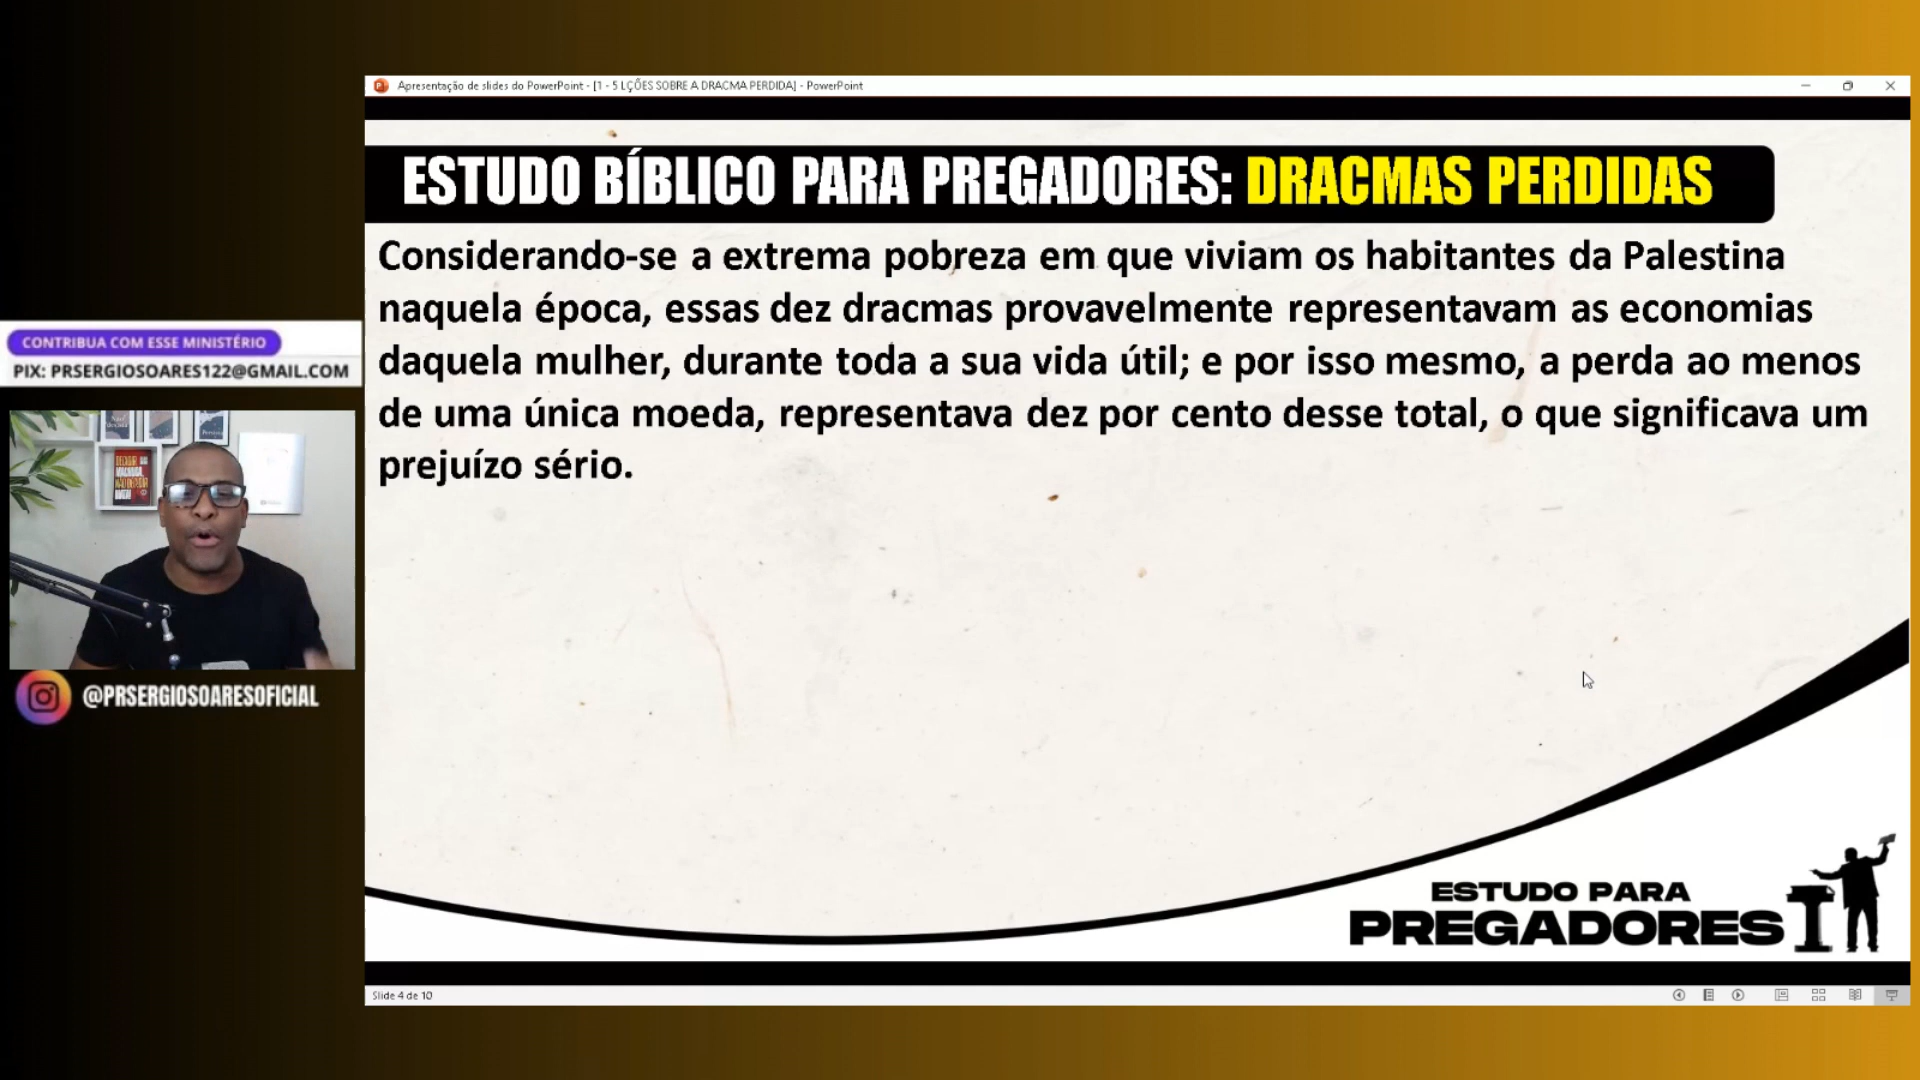 Apresentação de slides do PowerPoint - [1 - 5 LÇÕES SOBRE A DRACMA PERDIDA] - PowerPoint
ESTUDO BÍBLICO PARA PREGADORES: DRACMAS PERDIDAS
Considerando-se a extrema pobreza em que viviam os habitantes da Palestina
naquela época, essas dez dracmas provavelmente representavam as economias
daquela mulher, durante toda a sua vida útil; e por isso mesmo, a perda ao menos
de uma única moeda, representava dez por cento desse total, o que significava um
prejuízo sério.
CONTRIBUA COM ESSE MINISTÉRIO
PIX: PRSERGIOSOARES122@GMAIL.COM
@PRSERGIOSOARESOFICIAL
ESTUDO PARA
PREGADORES
Slide 4 de 10